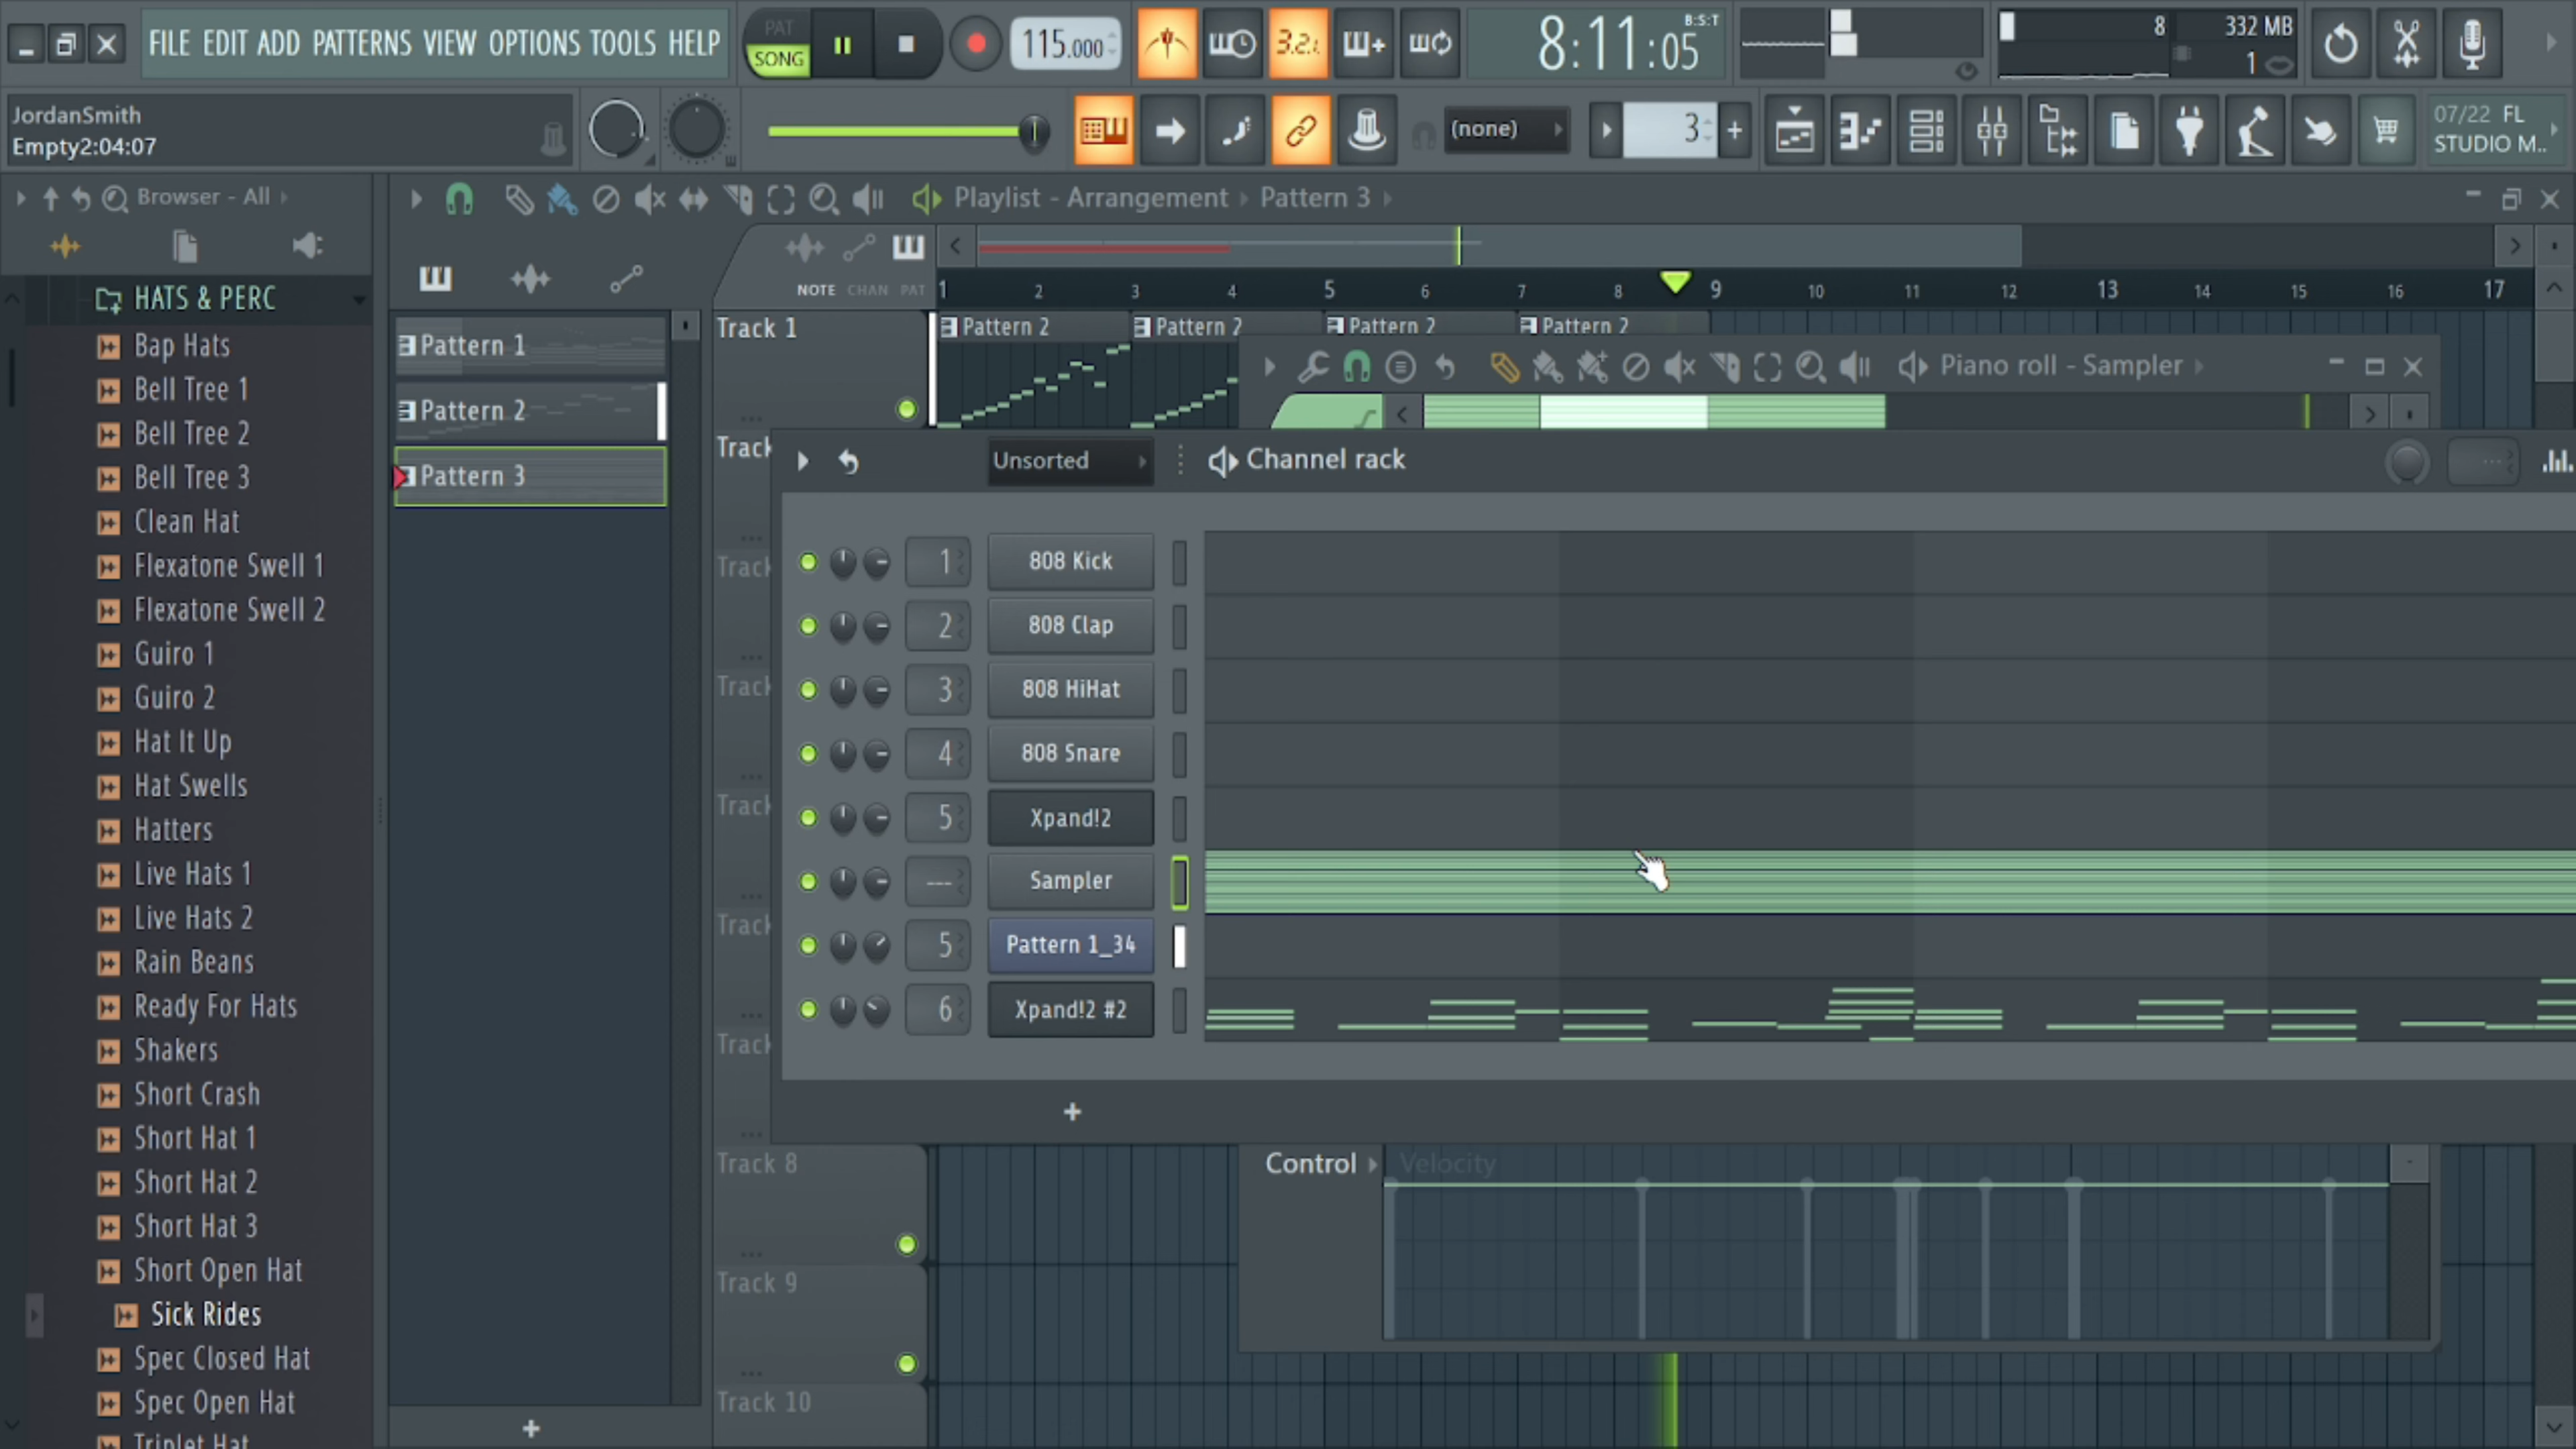 FILE EDIT ADD PATTERNS VIEW OPTIONS TOOLS HELP
PAT
SONG
115.000
3.2.
8:11:05
B:S:T
8
332 MB
1
JordanSmith
Empty2:04:07
(none)
3
+
07/22 FL
STUDIO M..
Browser - All
Playlist - Arrangement
Pattern 3
NOTE CHAN PAT
1 2 3 4 5 6 7 8 9 10 11 12 13 14 15 16 17
HATS & PERC
Bap Hats
Bell Tree 1
Bell Tree 2
Bell Tree 3
Clean Hat
Flexatone Swell 1
Flexatone Swell 2
Guiro 1
Guiro 2
Hat It Up
Hat Swells
Hatters
Live Hats 1
Live Hats 2
Rain Beans
Ready For Hats
Shakers
Short Crash
Short Hat 1
Short Hat 2
Short Hat 3
Short Open Hat
Sick Rides
Spec Closed Hat
Spec Open Hat
Triplet Hat
Pattern 1
Pattern 2
Pattern 3
+
Track 1
Pattern 2
Pattern 2
Pattern 2
Pattern 2
Piano roll - Sampler
Track
Track
Track
Track
Track
Track
Track 8
Track 9
Track 10
Unsorted
Channel rack
1 808 Kick
2 808 Clap
3 808 HiHat
4 808 Snare
5 Xpand!2
--- Sampler
5 Pattern 1_34
6 Xpand!2 #2
+
Control
Velocity